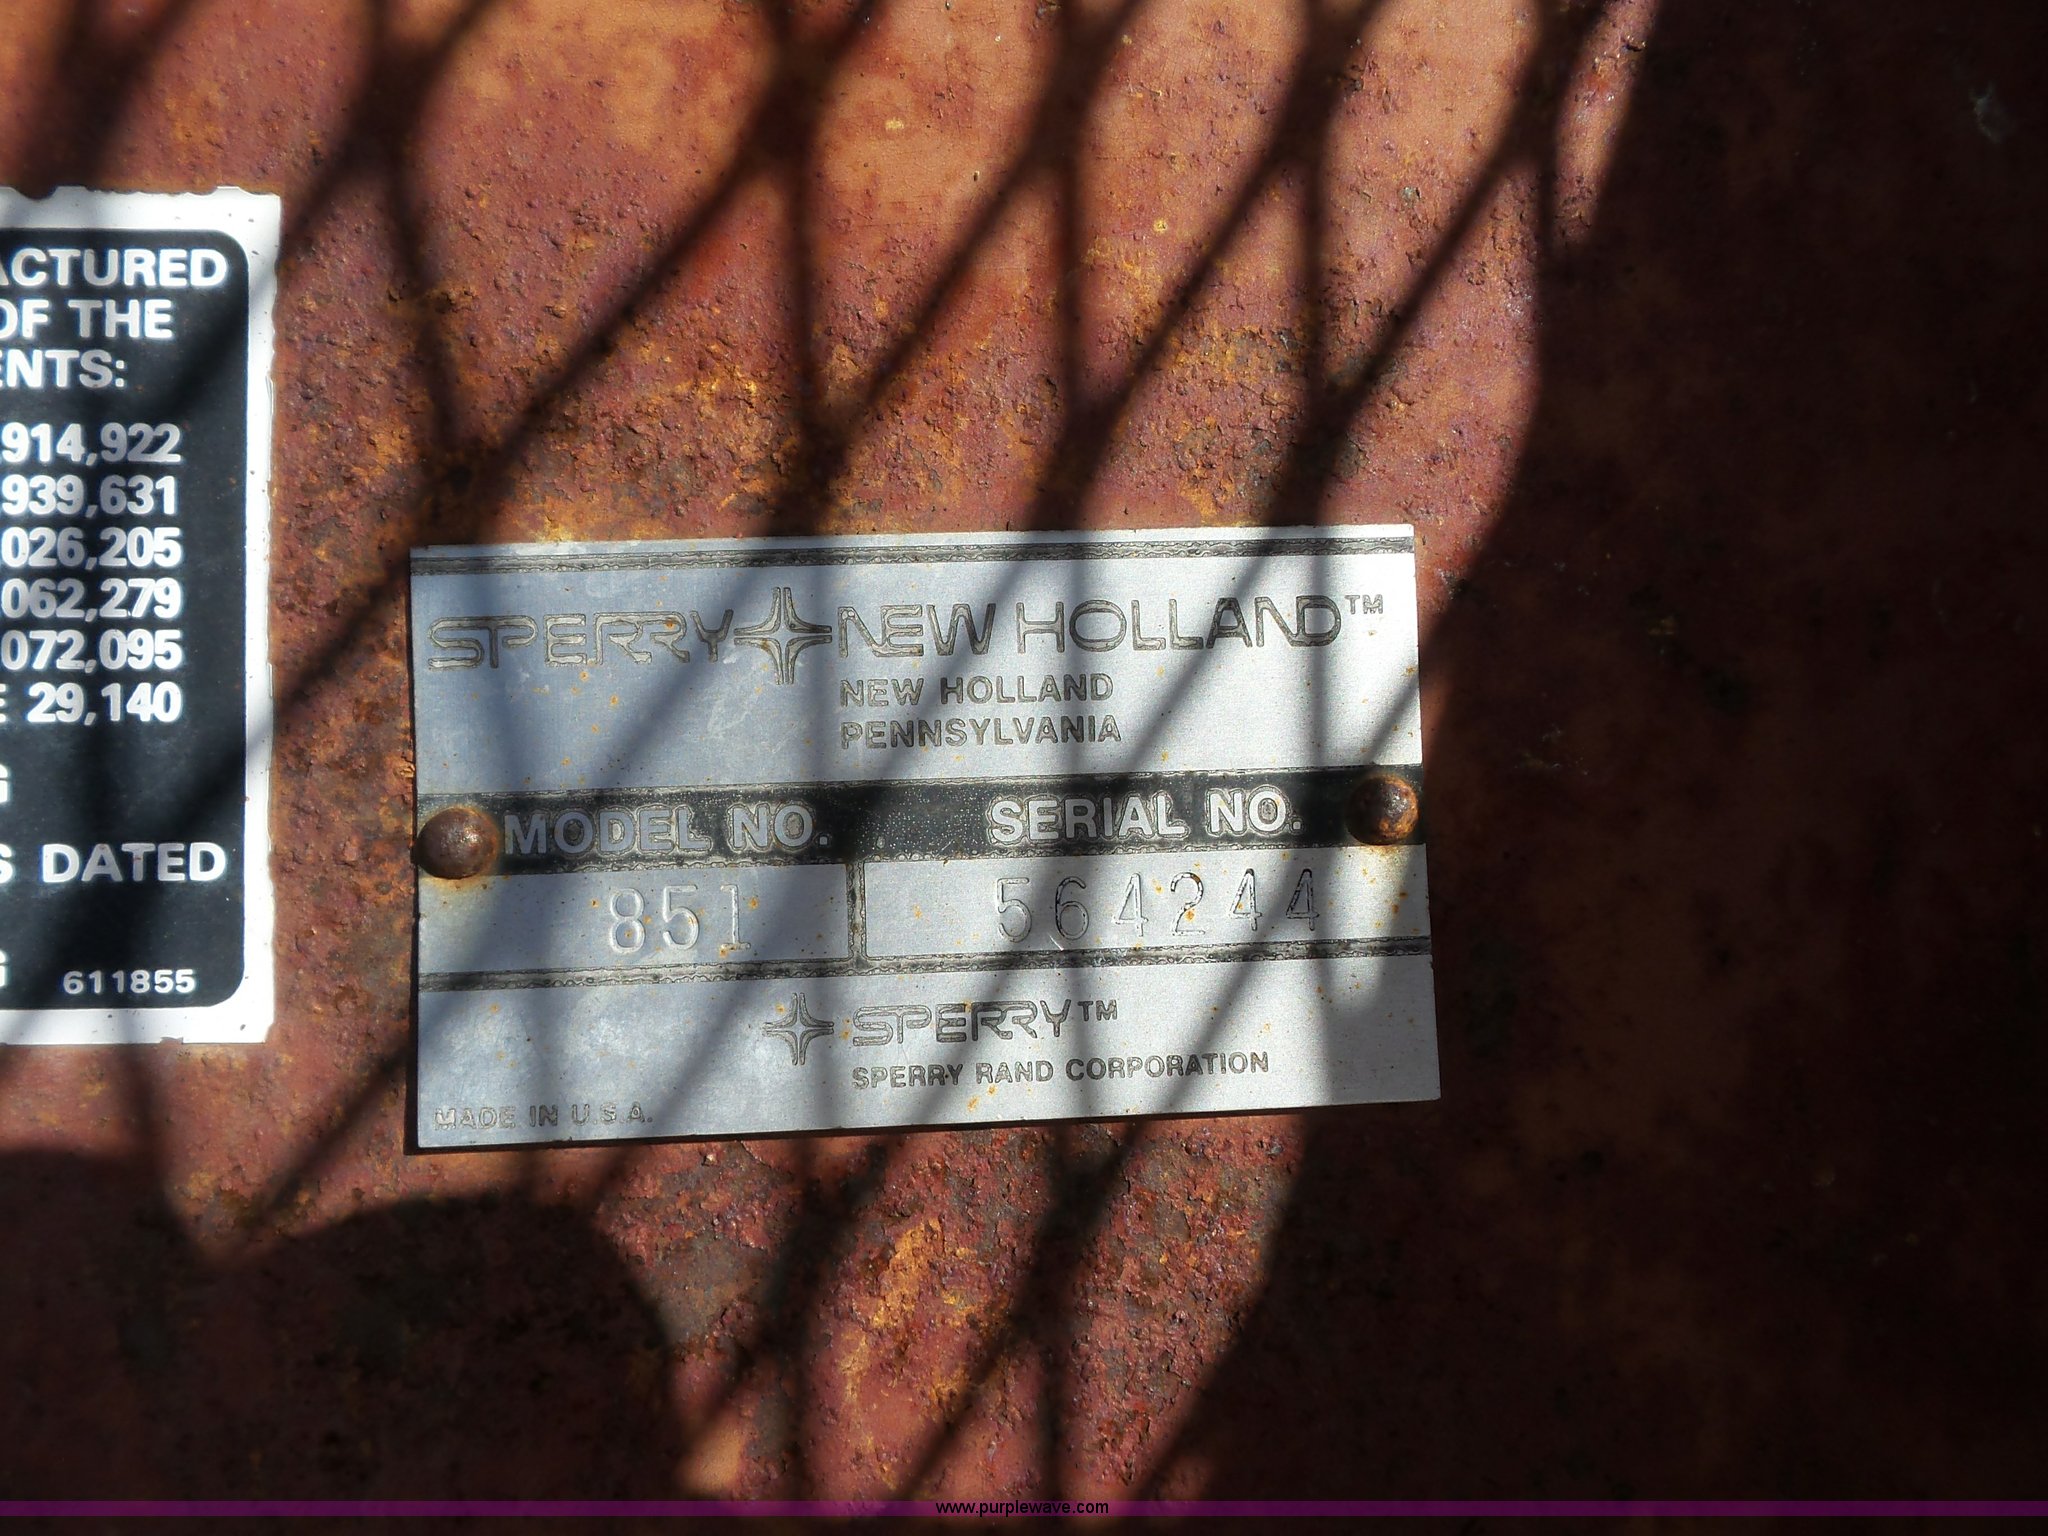 ACTURED
OF THE
ENTS:
.914,922
.939,631
,026,205
,062,279
,072,095
E 29,140
G
S DATED
G 611855
SPERRY NEW HOLLAND™
NEW HOLLAND
PENNSYLVANIA
MODEL NO. SERIAL NO.
851 564244
SPERRY™
SPERRY RAND CORPORATION
MADE IN U.S.A.
www.purplewave.com